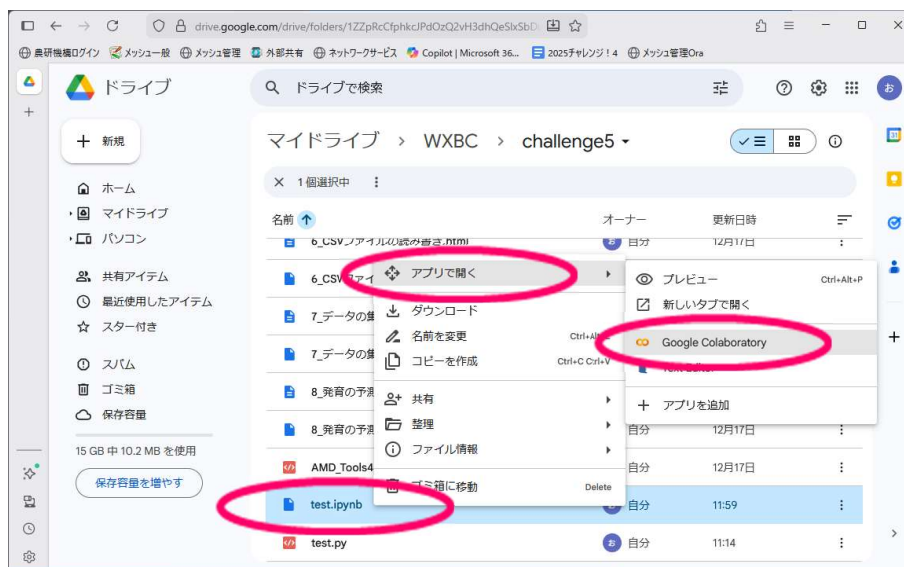 drive.google.com/drive/folders/1ZZpRcCfphkcJPdOzQ2vH3dhQeSlxSbD
農研機構ログイン メッシュ一般 メッシュ管理 外部共有 ネットワークサービス Copilot | Microsoft 36... 2025チャレンジ！4 メッシュ管理Ora
ドライブ
ドライブで検索
お
新規
マイドライブ > WXBC > challenge5
1 個選択中
ホーム
マイドライブ
パソコン
共有アイテム
最近使用したアイテム
スター付き
スパム
ゴミ箱
保存容量
15 GB 中 10.2 MB を使用
保存容量を増やす
名前 オーナー 更新日時
6_CSVファイルの読み書き.html お 自分 12月17日
6_CSVファイ
7_データの集
7_データの集
8_発育の予測
8_発育の予測 自分 12月17日
AMD_Tools4 自分 12月17日
test.ipynb 自分 11:59
test.py お 自分 11:14
アプリで開く
ダウンロード
名前を変更 Ctrl+Alt
コピーを作成 Ctrl+C Ctrl+V
共有
整理
ファイル情報
ゴミ箱に移動 Delete
プレビュー Ctrl+Alt+P
新しいタブで開く
Google Colaboratory
Text Editor
アプリを追加
31